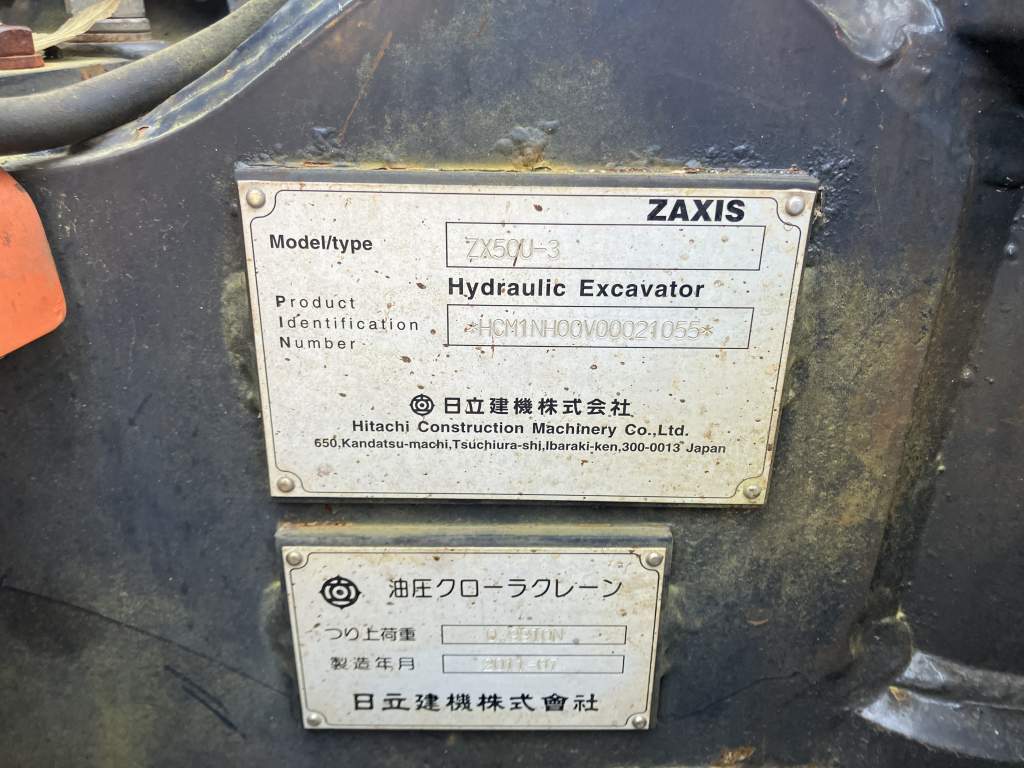 ZAXIS
Model/type ZX50U-3
Hydraulic Excavator
Product
Identification *HCM1NH00V00021055*
Number
日立建機株式会社
Hitachi Construction Machinery Co.,Ltd.
650,Kandatsu-machi,Tsuchiura-shi,Ibaraki-ken,300-0013 Japan
油圧クローラクレーン
つり上荷重
製造年月 2011-07
日立建機株式會社